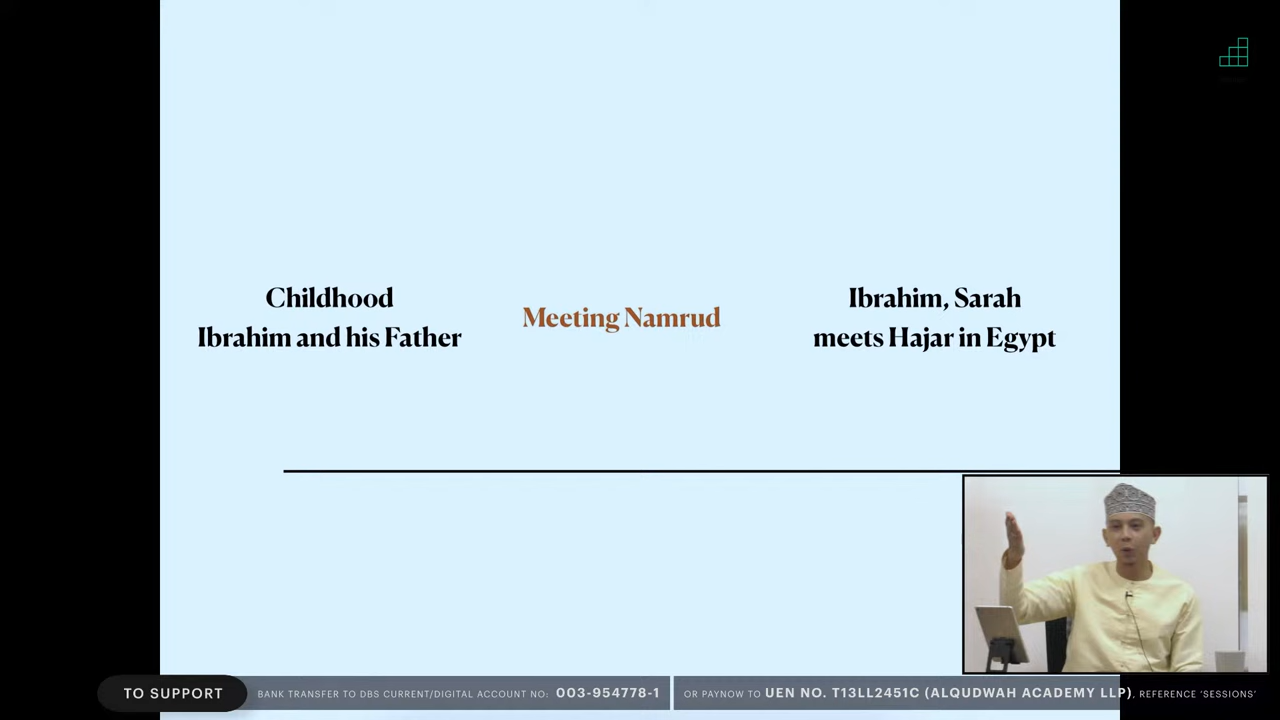 Childhood
Ibrahim and his Father
Meeting Namrud
Ibrahim, Sarah
meets Hajar in Egypt
TO SUPPORT
BANK TRANSFER TO DBS CURRENT/DIGITAL ACCOUNT NO: 003-954778-1
OR PAYNOW TO UEN NO. T13LL2451C (ALQUDWAH ACADEMY LLP), REFERENCE ‘SESSIONS’